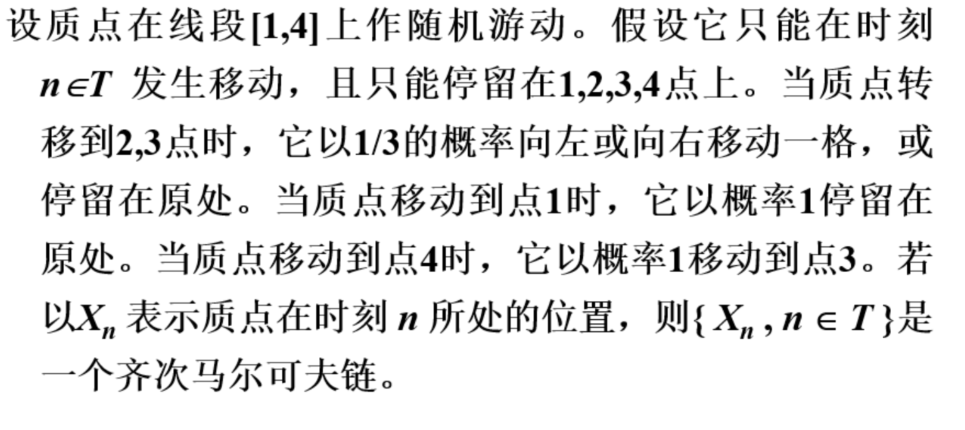 设质点在线段[1,4]上作随机游动。假设它只能在时刻
n∈T 发生移动，且只能停留在1,2,3,4点上。当质点转
移到2,3点时，它以1/3的概率向左或向右移动一格，或
停留在原处。当质点移动到点1时，它以概率1停留在
原处。当质点移动到点4时，它以概率1移动到点3。若
以Xₙ 表示质点在时刻 n 所处的位置，则{ Xₙ , n ∈ T }是
一个齐次马尔可夫链。